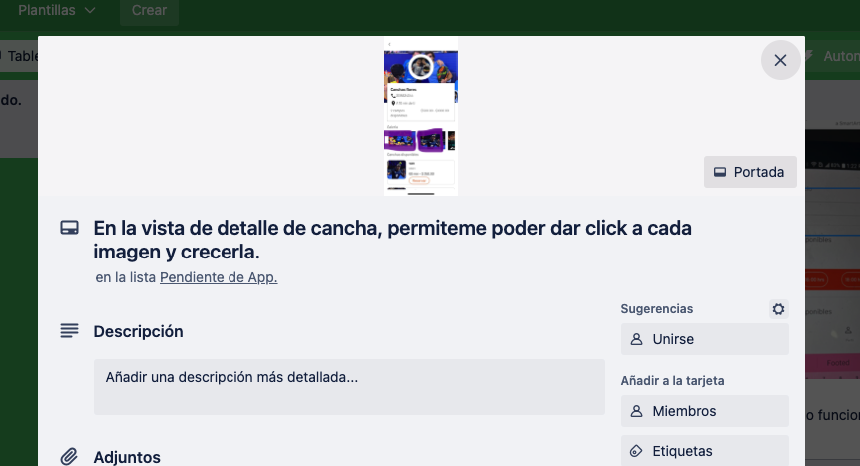 Plantillas
Crear
Table
Autom
do.
Portada
En la vista de detalle de cancha, permiteme poder dar click a cada
imagen y crecerla.
en la lista Pendiente de App.
Sugerencias
Unirse
Descripción
Añadir una descripción más detallada...
Añadir a la tarjeta
Miembros
o funcio
Etiquetas
Adjuntos